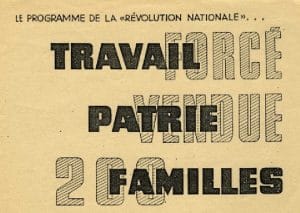 LE PROGRAMME DE LA «RÉVOLUTION NATIONALE»...
TRAVAIL FORCÉ
PATRIE VENDUE
200 FAMILLES